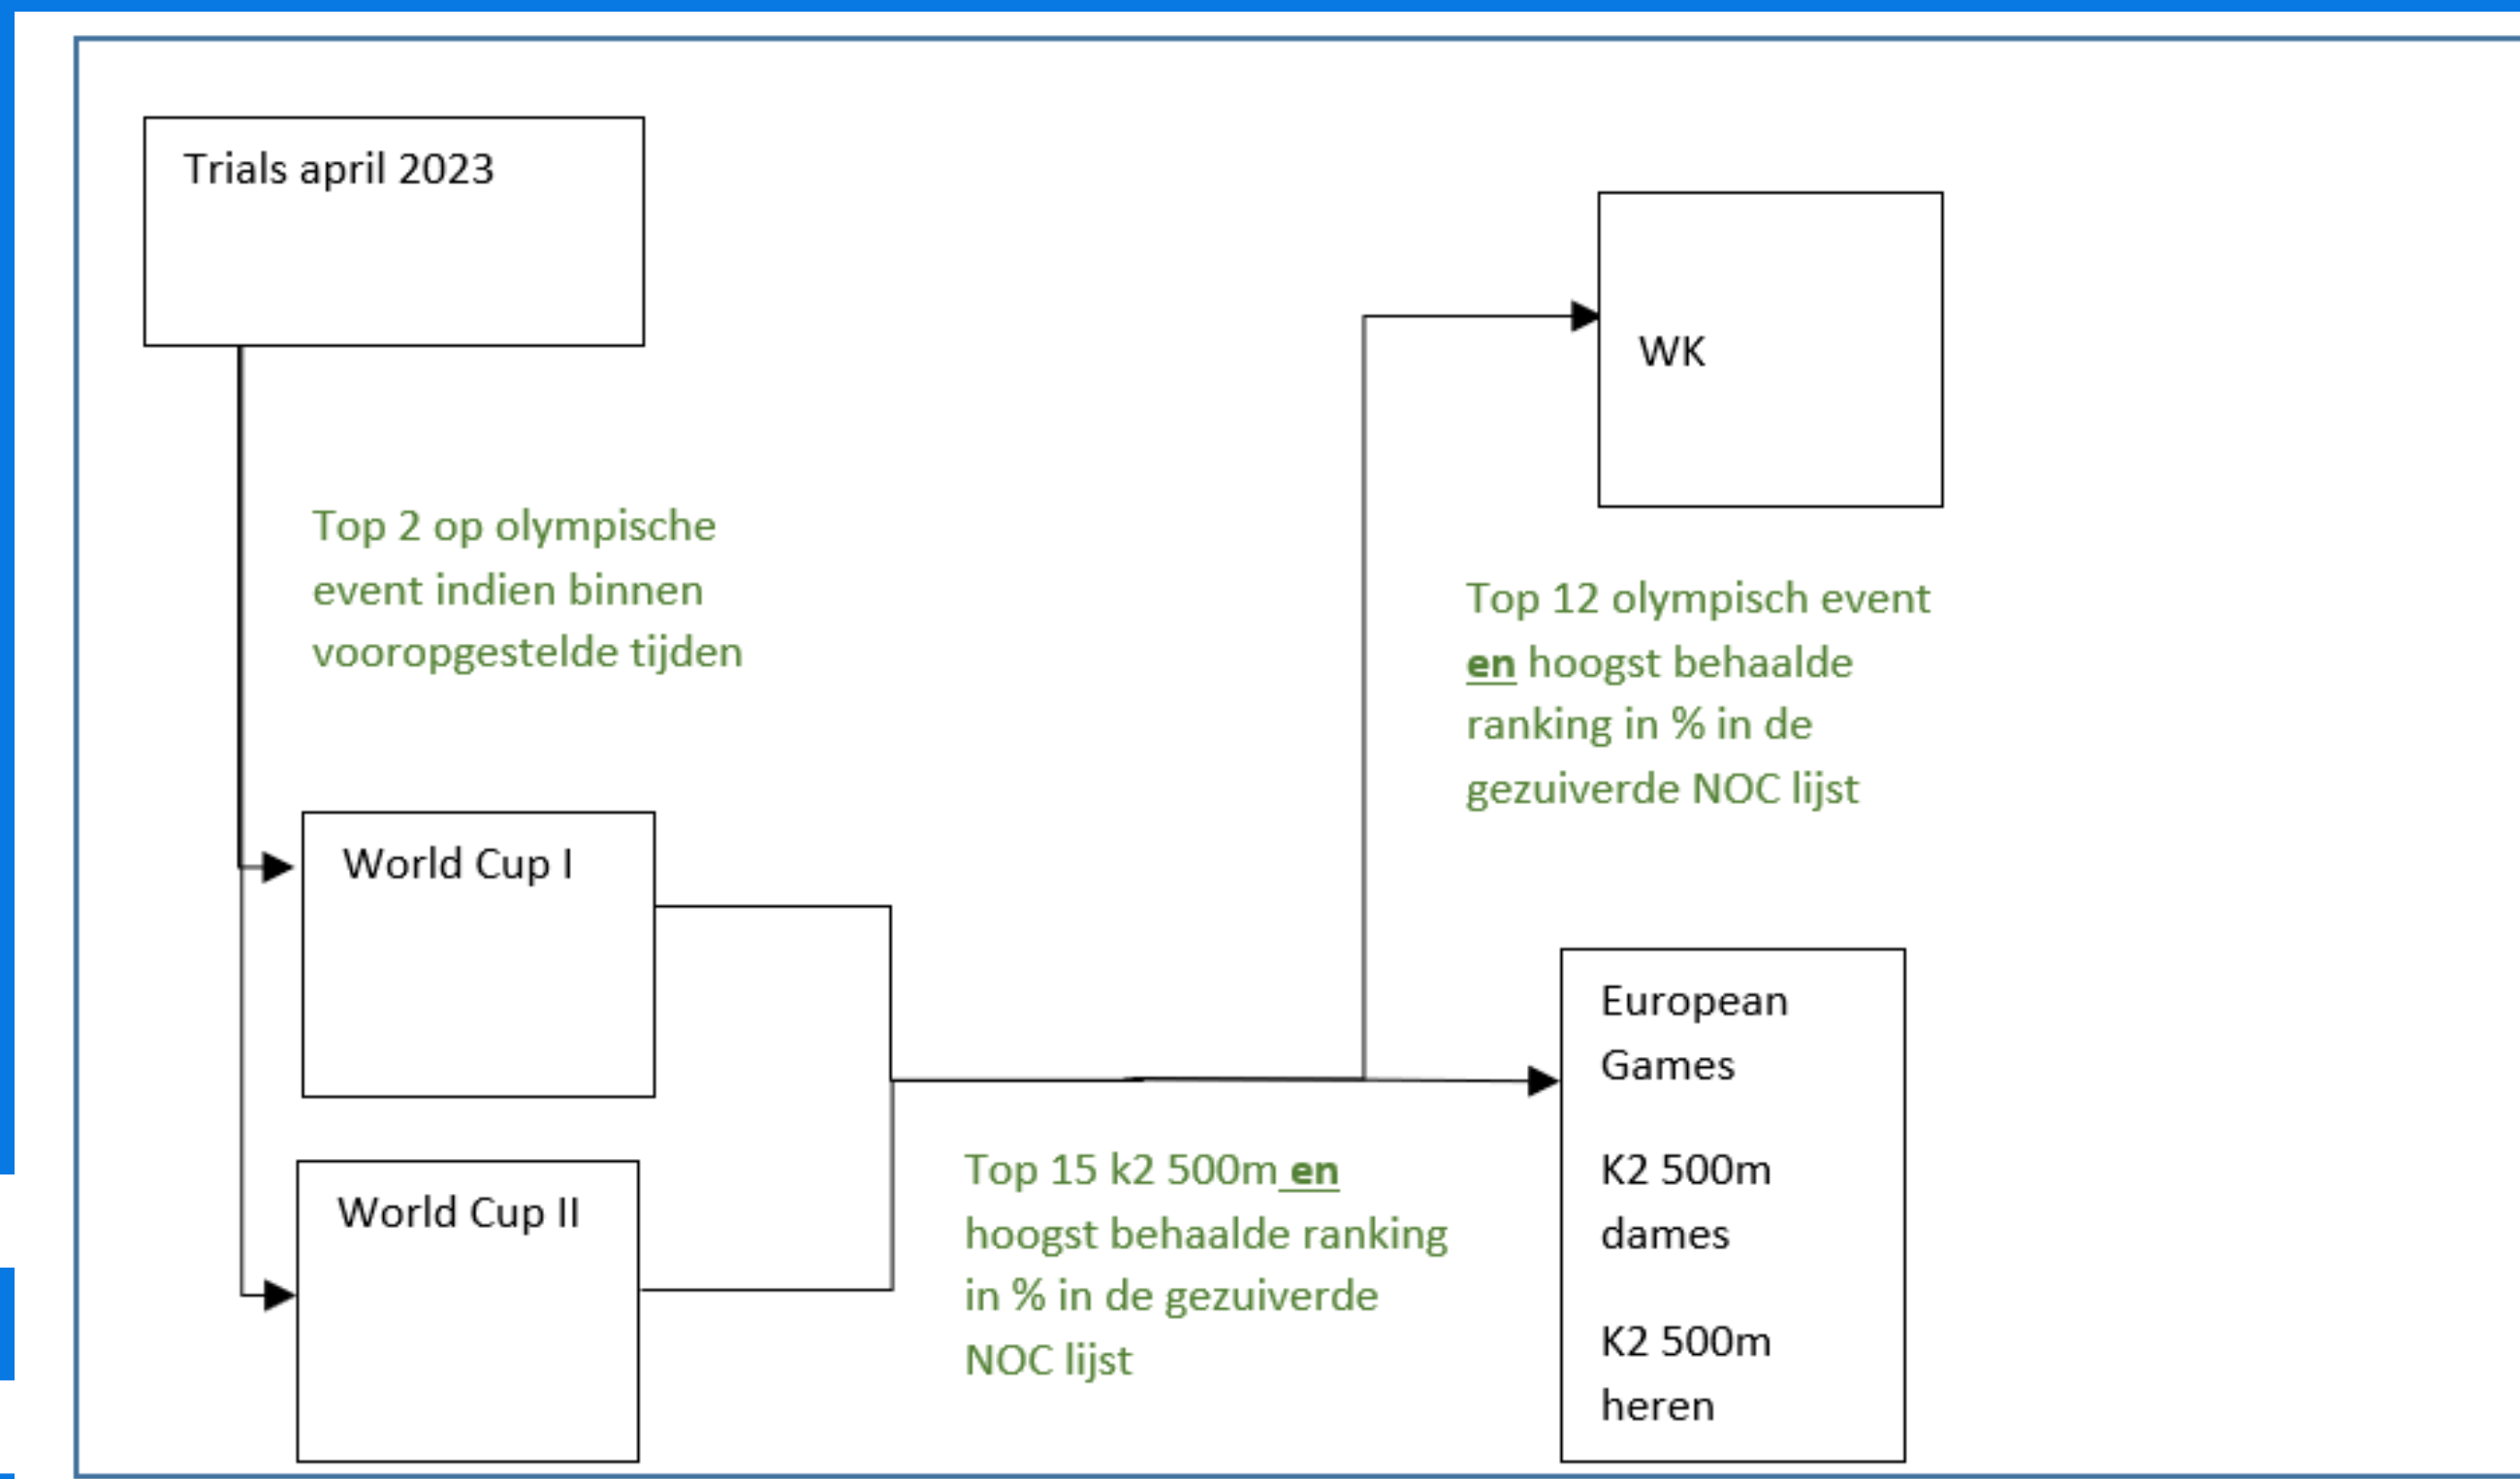 Trials april 2023
WK
Top 2 op olympische
event indien binnen
vooropgestelde tijden
Top 12 olympisch event
en hoogst behaalde
ranking in % in de
gezuiverde NOC lijst
World Cup I
European
Games
K2 500m
dames
K2 500m
heren
World Cup II
Top 15 k2 500m en
hoogst behaalde ranking
in % in de gezuiverde
NOC lijst